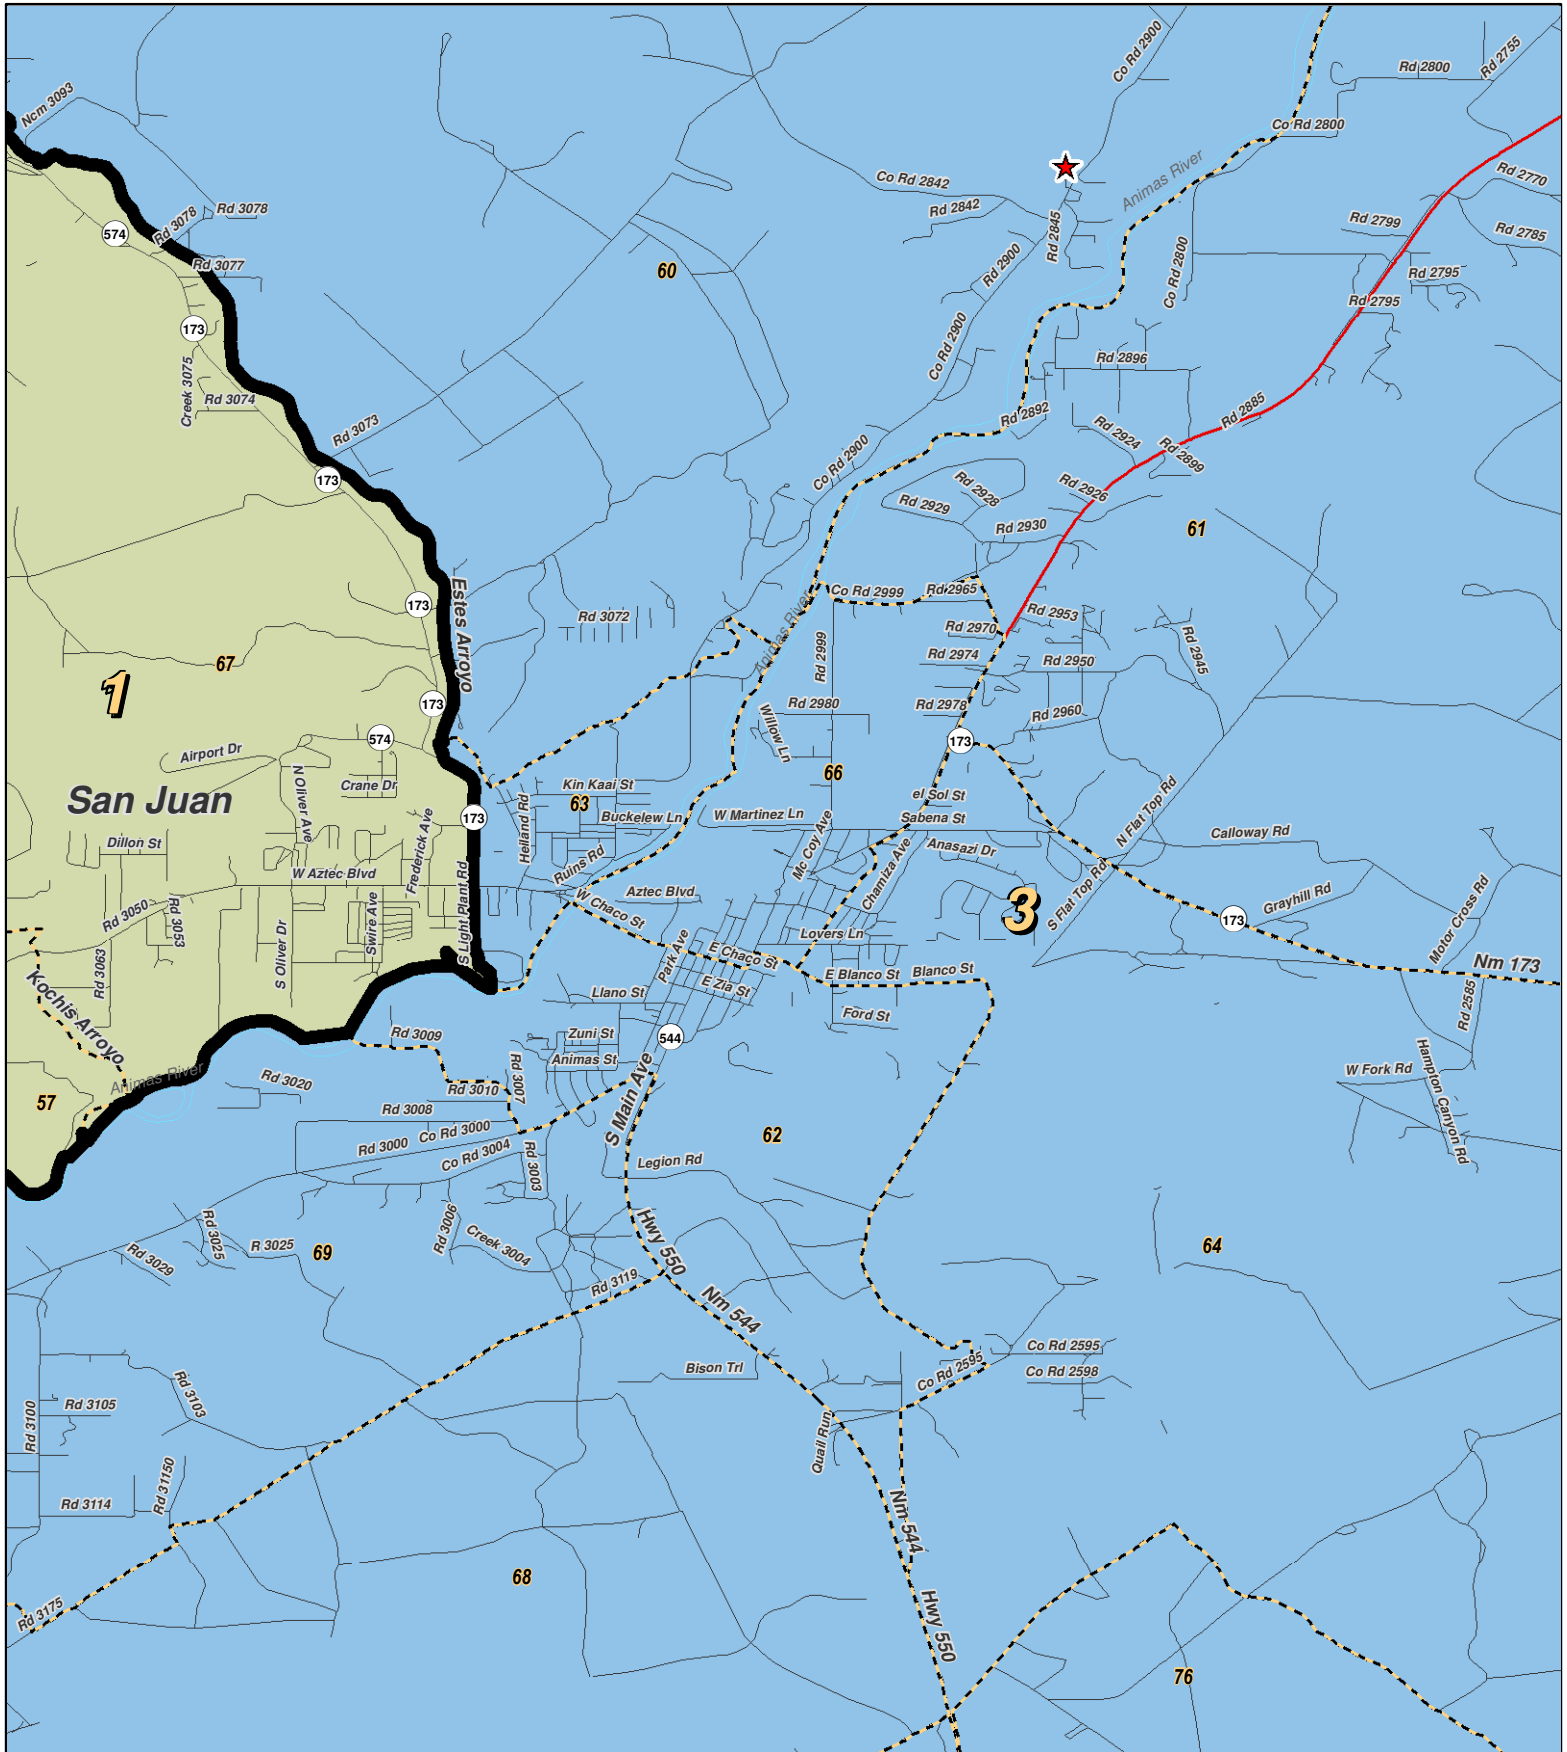 Co Rd 2900
Rd 2755
Rd 2800
Ncm 3093
Co Rd 2800
Animas River
Co Rd 2842
Rd 2770
Rd 2842
Rd 3078
Rd 3078
574
Rd 2845
Rd 2799
Rd 2785
Rd 2900
Rd 3077
60
Co Rd 2800
Rd 2795
Rd 2795
173
Co Rd 2900
Rd 2896
Creek 3075
Rd 3074
Rd 2892
Rd 2885
Rd 3073
Rd 2924
Rd 2899
Co Rd 2900
173
Rd 2926
Rd 2928
Rd 2929
Rd 2930
61
Estes Arroyo
173
Co Rd 2999
Rd 2965
Rd 3072
Animas River
Rd 2953
Rd 2970
Rd 2999
Rd 2974
Rd 2950
Rd 2945
67
1
173
Rd 2980
Rd 2978
Rd 2960
Willow Ln
574
173
Airport Dr
N Oliver Ave
Crane Dr
San Juan
Kin Kaai St
63
66
el Sol St
N Flat Top Rd
173
Buckelew Ln
W Martinez Ln
Sabena St
Helland Rd
Frederick Ave
Mc Coy Ave
Calloway Rd
Dillon St
Anasazi Dr
Ruins Rd
W Aztec Blvd
Aztec Blvd
Chamiza Ave
S Flat Top Rd
3
Grayhill Rd
Motor Cross Rd
Rd 3050
Rd 3053
Swire Ave
S Light Plant Rd
W Chaco St
173
Lovers Ln
S Oliver Dr
Park Ave
E Chaco St
Nm 173
Rd 3063
E Blanco St
Blanco St
Kochis Arroyo
Llano St
E Zia St
Ford St
Rd 2585
Rd 3009
Zuni St
544
Animas St
Animas River
Rd 3020
Rd 3010
Rd 3007
W Fork Rd
Hampton Canyon Rd
57
Rd 3008
S Main Ave
Co Rd 3000
Rd 3000
Co Rd 3004
Rd 3003
62
Legion Rd
Rd 3025
R 3025
69
Rd 3006
Creek 3004
Hwy 550
64
Rd 3029
Rd 3119
Nm 544
Co Rd 2595
Bison Trl
Co Rd 2595
Co Rd 2598
Rd 3103
Rd 3105
Rd 3100
Quail Run
Rd 31150
Rd 3114
Nm 544
68
Hwy 550
Rd 3175
76